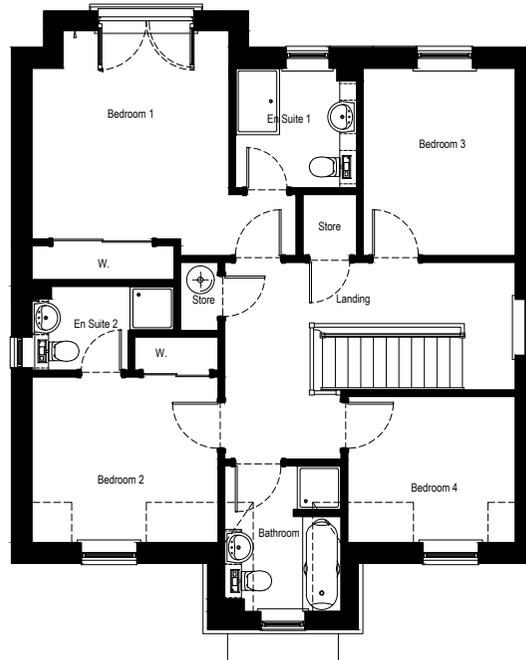 Bedroom 1
En Suite 1
Bedroom 3
Store
W.
Store
Landing
En Suite 2
W.
Bedroom 2
Bedroom 4
Bathroom